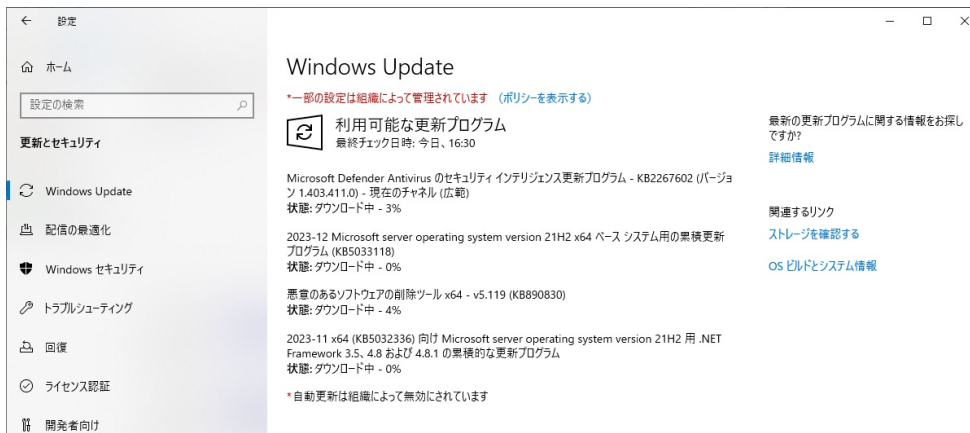 設定
ホーム
設定の検索
更新とセキュリティ
Windows Update
配信の最適化
Windows セキュリティ
トラブルシューティング
回復
ライセンス認証
開発者向け
Windows Update
*一部の設定は組織によって管理されています (ポリシーを表示する)
利用可能な更新プログラム
最終チェック日時: 今日、16:30
Microsoft Defender Antivirus のセキュリティ インテリジェンス更新プログラム - KB2267602 (バージョ
ン 1.403.411.0) - 現在のチャネル (広範)
状態: ダウンロード中 - 3%
2023-12 Microsoft server operating system version 21H2 x64 ベース システム用の累積更新
プログラム (KB5033118)
状態: ダウンロード中 - 0%
悪意のあるソフトウェアの削除ツール x64 - v5.119 (KB890830)
状態: ダウンロード中 - 4%
2023-11 x64 (KB5032336) 向け Microsoft server operating system version 21H2 用 .NET
Framework 3.5、4.8 および 4.8.1 の累積的な更新プログラム
状態: ダウンロード中 - 0%
*自動更新は組織によって無効にされています
最新の更新プログラムに関する情報をお探し
ですか?
詳細情報
関連するリンク
ストレージを確認する
OS ビルドとシステム情報